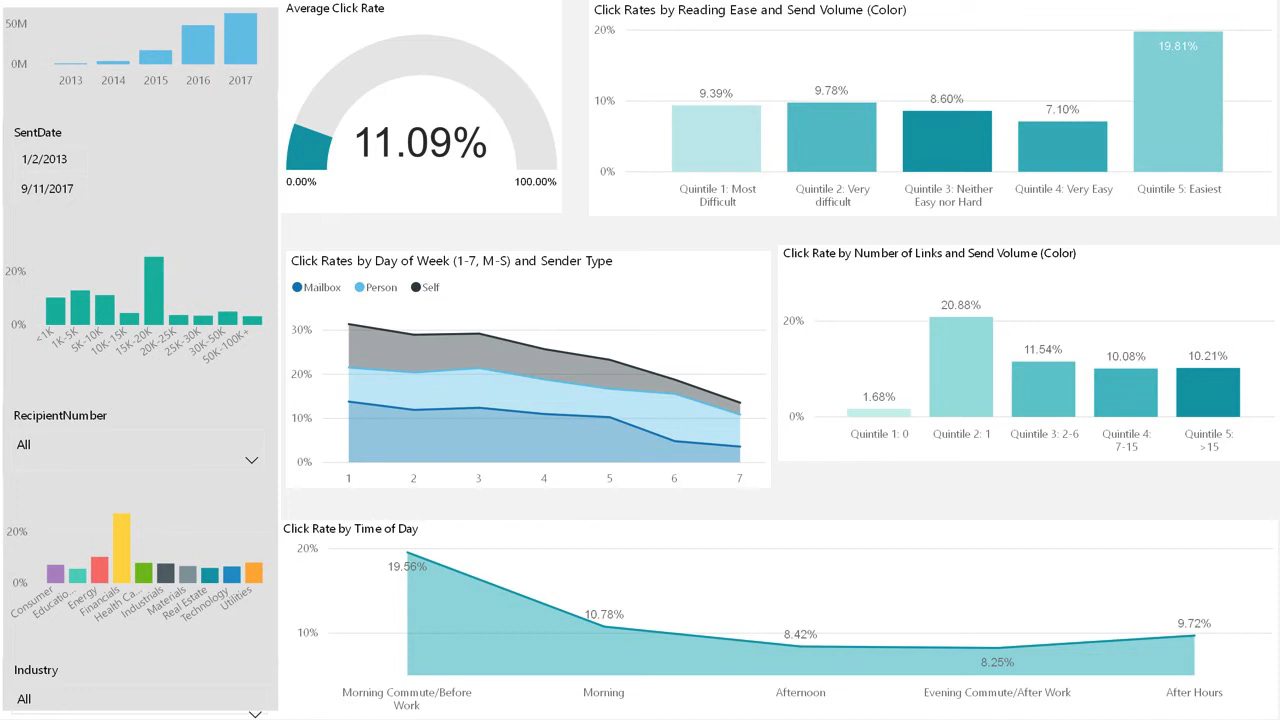 50M
0M
2013 2014 2015 2016 2017
SentDate
1/2/2013
9/11/2017
20%
0%
<1K 1K-5K 5K-10K 10K-15K 15K-20K 20K-25K 25K-30K 30K-50K 50K-100K+
RecipientNumber
All
20%
0%
Consumer Educatio... Energy Financials Health Ca... Industrials Materials Real Estate Technology Utilities
Industry
All
Average Click Rate
11.09%
0.00% 100.00%
Click Rates by Reading Ease and Send Volume (Color)
20%
10%
0%
9.39% 9.78% 8.60% 7.10% 19.81%
Quintile 1: Most Quintile 2: Very Quintile 3: Neither Quintile 4: Very Easy Quintile 5: Easiest
Difficult difficult Easy nor Hard
Click Rates by Day of Week (1-7, M-S) and Sender Type
Mailbox Person Self
30%
20%
10%
0%
1 2 3 4 5 6 7
Click Rate by Number of Links and Send Volume (Color)
20%
0%
1.68% 20.88% 11.54% 10.08% 10.21%
Quintile 1: 0 Quintile 2: 1 Quintile 3: 2-6 Quintile 4: Quintile 5:
7-15 >15
Click Rate by Time of Day
20%
10%
19.56% 10.78% 8.42% 8.25% 9.72%
Morning Commute/Before Morning Afternoon Evening Commute/After Work After Hours
Work